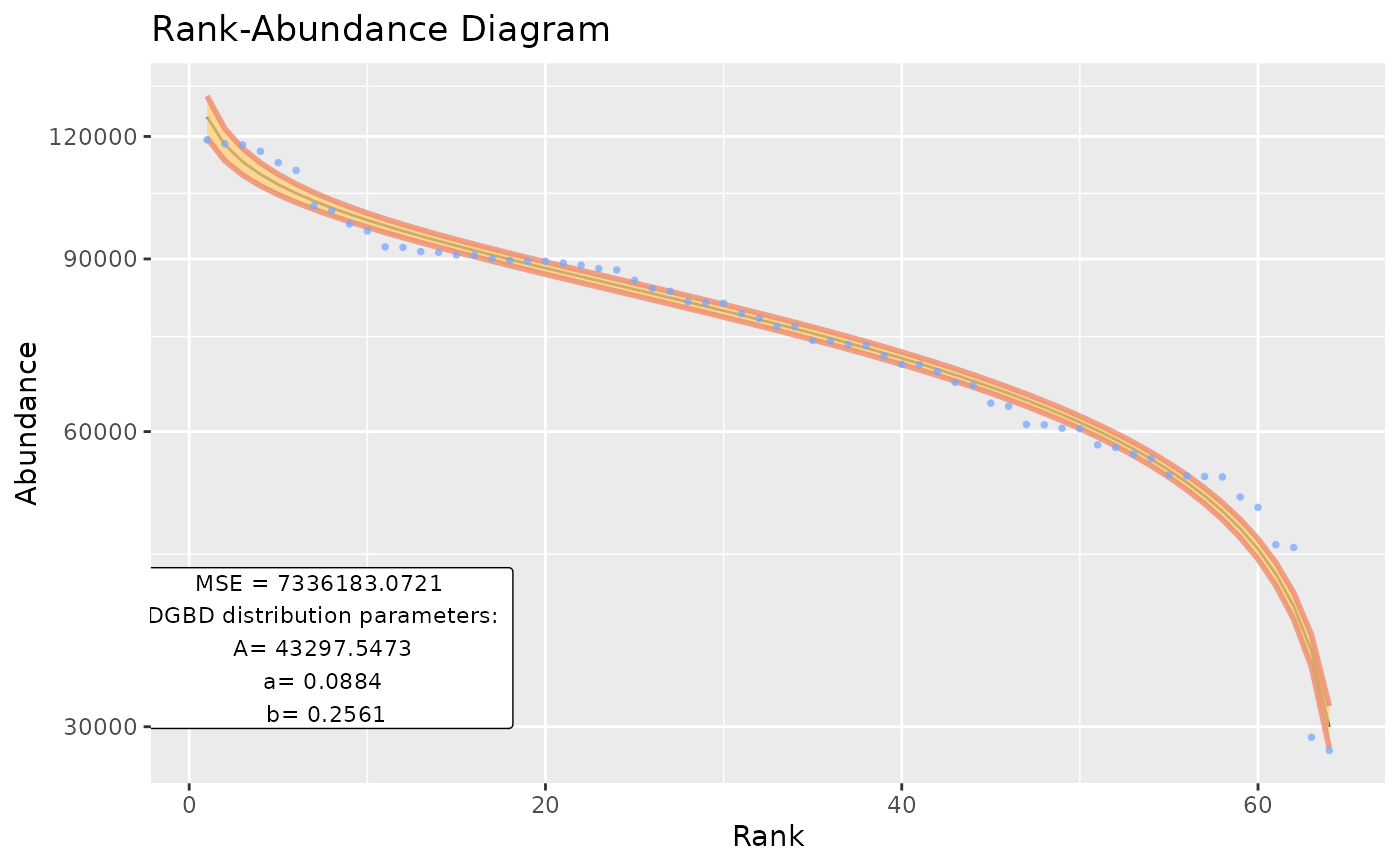 Rank-Abundance Diagram
120000
90000
60000
30000
Abundance
MSE = 7336183.0721
DGBD distribution parameters:
A= 43297.5473
a= 0.0884
b= 0.2561
0
20
40
60
Rank